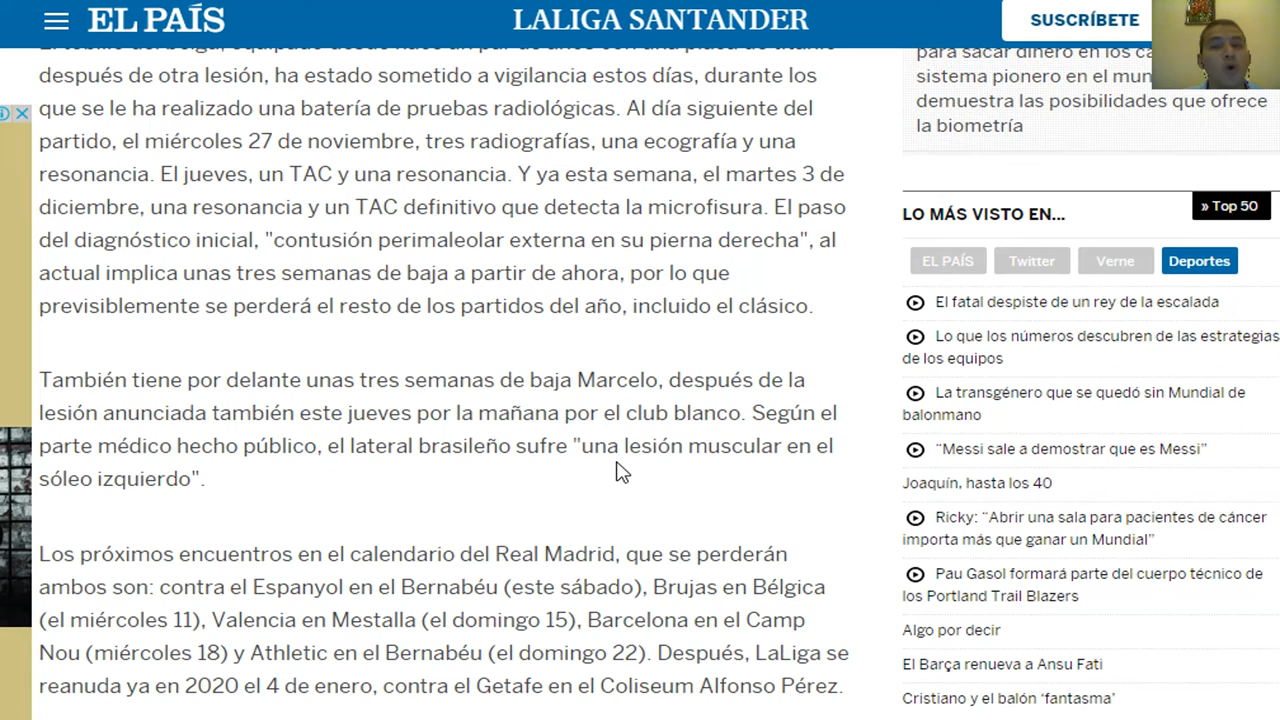 EL PAÍS
LALIGA SANTANDER
SUSCRÍBETE
después de otra lesión, ha estado sometido a vigilancia estos días, durante los
que se le ha realizado una batería de pruebas radiológicas. Al día siguiente del
partido, el miércoles 27 de noviembre, tres radiografías, una ecografía y una
resonancia. El jueves, un TAC y una resonancia. Y ya esta semana, el martes 3 de
diciembre, una resonancia y un TAC definitivo que detecta la microfisura. El paso
del diagnóstico inicial, "contusión perimaleolar externa en su pierna derecha", al
actual implica unas tres semanas de baja a partir de ahora, por lo que
previsiblemente se perderá el resto de los partidos del año, incluido el clásico.
También tiene por delante unas tres semanas de baja Marcelo, después de la
lesión anunciada también este jueves por la mañana por el club blanco. Según el
parte médico hecho público, el lateral brasileño sufre "una lesión muscular en el
sóleo izquierdo".
Los próximos encuentros en el calendario del Real Madrid, que se perderán
ambos son: contra el Espanyol en el Bernabéu (este sábado), Brujas en Bélgica
(el miércoles 11), Valencia en Mestalla (el domingo 15), Barcelona en el Camp
Nou (miércoles 18) y Athletic en el Bernabéu (el domingo 22). Después, LaLiga se
reanuda ya en 2020 el 4 de enero, contra el Getafe en el Coliseum Alfonso Pérez.
para sacar dinero en los
sistema pionero en el
demuestra las posibilidades que ofrece
la biometría
LO MÁS VISTO EN...
» Top 50
EL PAÍS
Twitter
Verne
Deportes
El fatal despiste de un rey de la escalada
Lo que los números descubren de las estrategias
de los equipos
La transgénero que se quedó sin Mundial de
balonmano
“Messi sale a demostrar que es Messi”
Joaquín, hasta los 40
Ricky: “Abrir una sala para pacientes de cáncer
importa más que ganar un Mundial”
Pau Gasol formará parte del cuerpo técnico de
los Portland Trail Blazers
Algo por decir
El Barça renueva a Ansu Fati
Cristiano y el balón ‘fantasma’